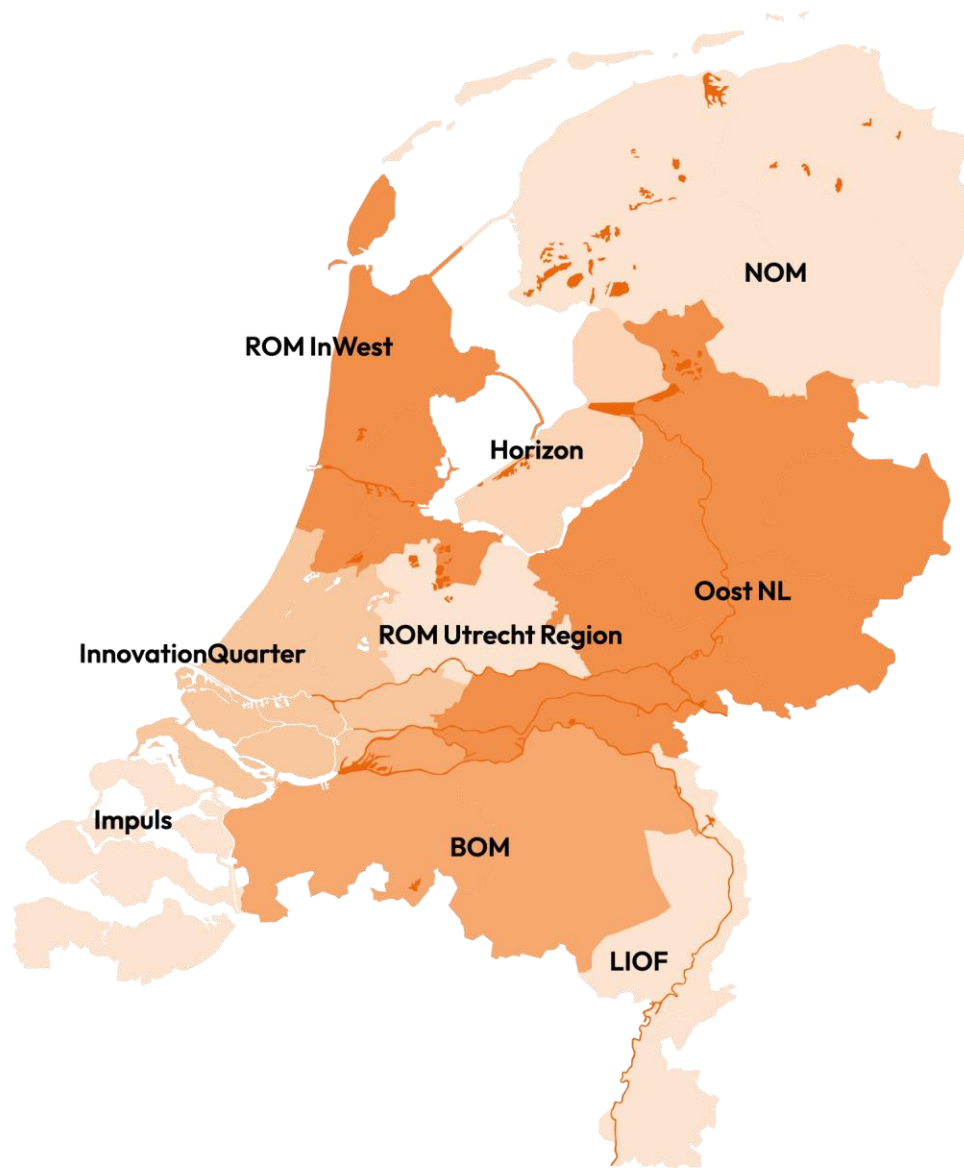 NOM
ROM InWest
Horizon
Oost NL
ROM Utrecht Region
InnovationQuarter
Impuls
BOM
LIOF